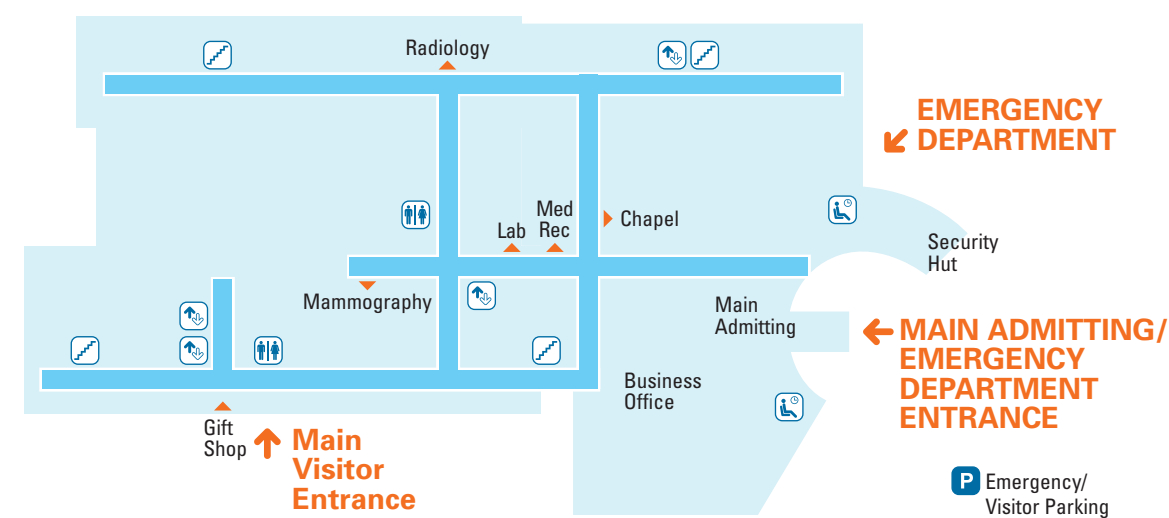 Radiology
EMERGENCY
DEPARTMENT
Med
Rec
Lab
Chapel
Security
Hut
Mammography
Main
Admitting
MAIN ADMITTING/
EMERGENCY
DEPARTMENT
ENTRANCE
Business
Office
Gift
Shop
Main
Visitor
Entrance
P Emergency/
Visitor Parking